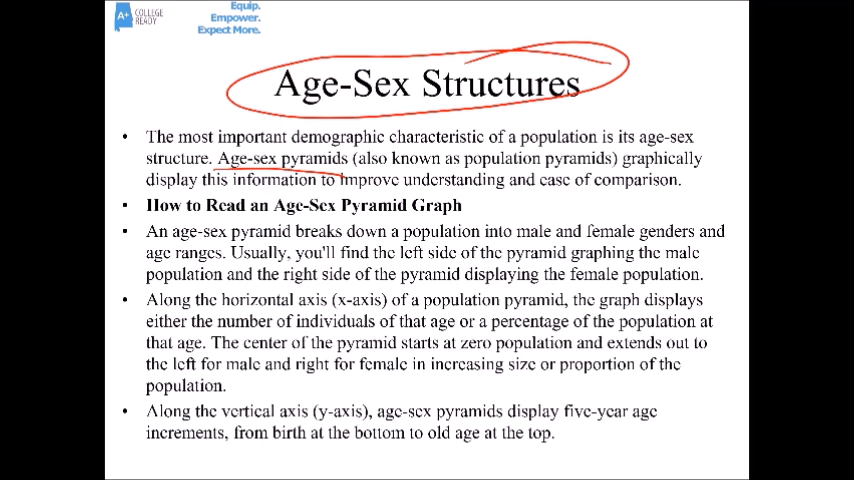 A+ COLLEGE
READY
Equip.
Empower.
Expect More.
Age-Sex Structures
• The most important demographic characteristic of a population is its age-sex
structure. Age-sex pyramids (also known as population pyramids) graphically
display this information to improve understanding and ease of comparison.
• How to Read an Age-Sex Pyramid Graph
• An age-sex pyramid breaks down a population into male and female genders and
age ranges. Usually, you'll find the left side of the pyramid graphing the male
population and the right side of the pyramid displaying the female population.
• Along the horizontal axis (x-axis) of a population pyramid, the graph displays
either the number of individuals of that age or a percentage of the population at
that age. The center of the pyramid starts at zero population and extends out to
the left for male and right for female in increasing size or proportion of the
population.
• Along the vertical axis (y-axis), age-sex pyramids display five-year age
increments, from birth at the bottom to old age at the top.